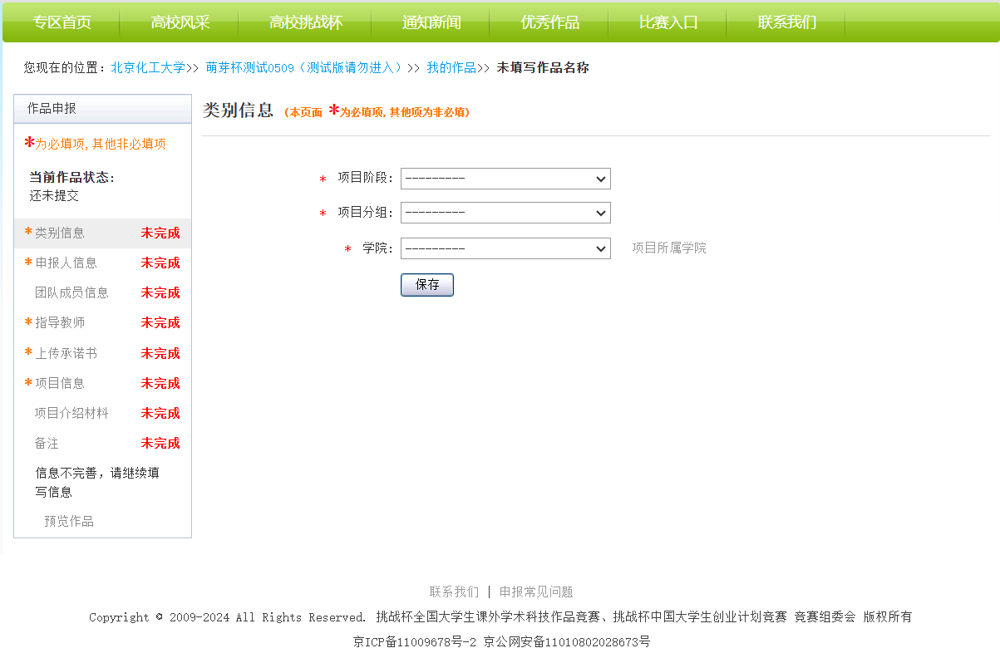 专区首页 高校风采 高校挑战杯 通知新闻 优秀作品 比赛入口 联系我们
您现在的位置：北京化工大学>> 萌芽杯测试0509（测试版请勿进入）>> 我的作品>> 未填写作品名称
作品申报
*为必填项,其他非必填项
当前作品状态：
还未提交
*类别信息 未完成
*申报人信息 未完成
团队成员信息 未完成
*指导教师 未完成
*上传承诺书 未完成
*项目信息 未完成
项目介绍材料 未完成
备注 未完成
信息不完善，请继续填
写信息
预览作品
类别信息 (本页面 *为必填项,其他项为非必填)
* 项目阶段： ---------
* 项目分组： ---------
* 学院： --------- 项目所属学院
保存
联系我们 | 申报常见问题
Copyright © 2009-2024 All Rights Reserved. 挑战杯全国大学生课外学术科技作品竞赛、挑战杯中国大学生创业计划竞赛 竞赛组委会 版权所有
京ICP备11009678号-2 京公网安备11010802028673号